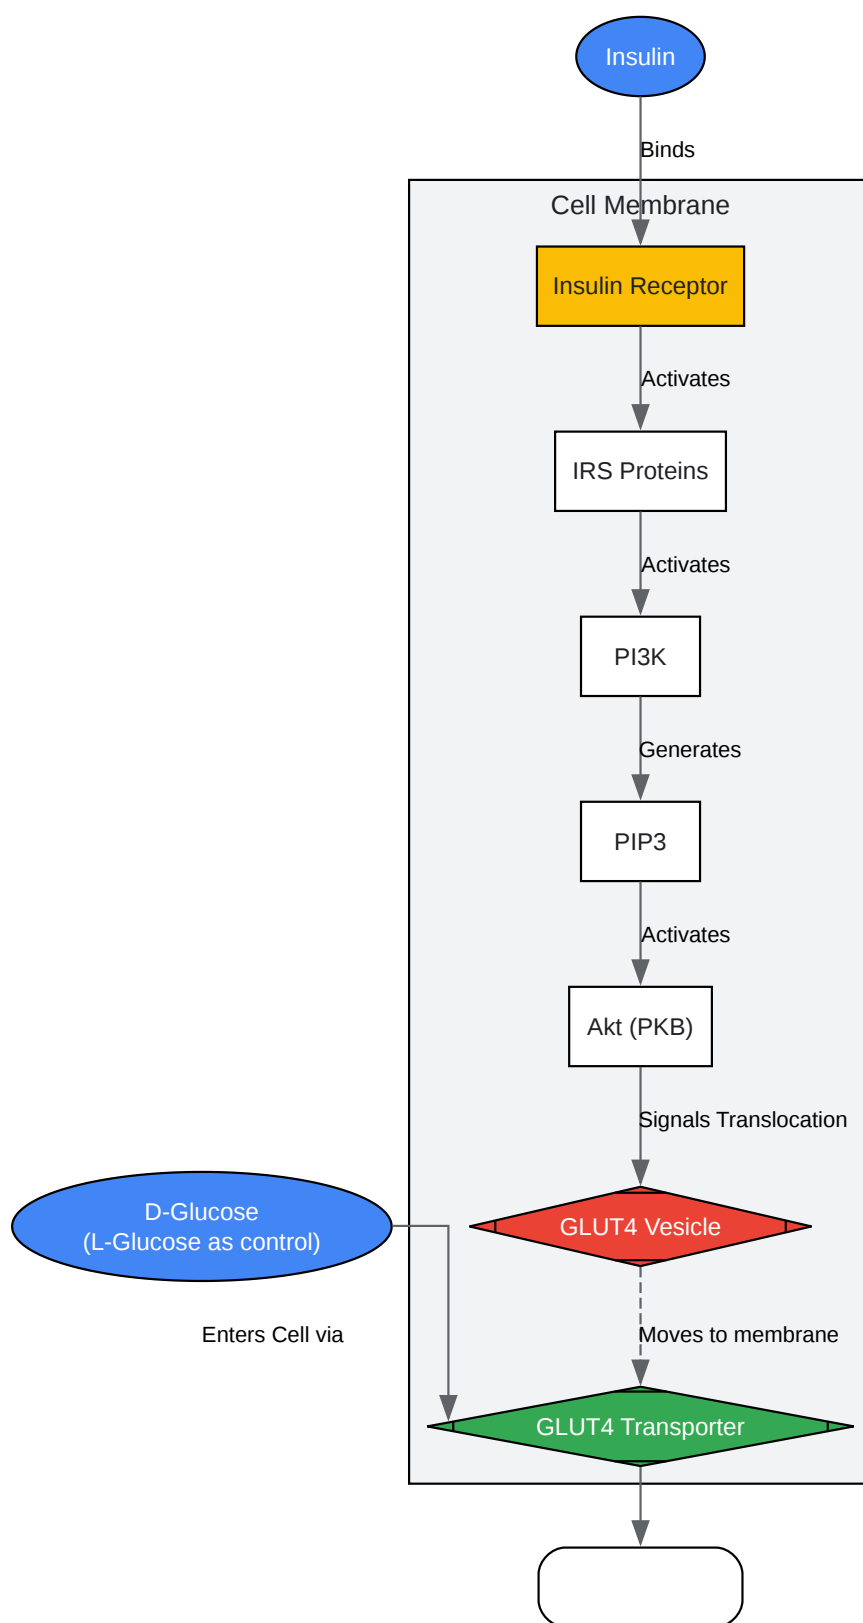 Insulin
Binds
Cell Membrane
Insulin Receptor
Activates
IRS Proteins
Activates
PI3K
Generates
PIP3
Activates
Akt (PKB)
Signals Translocation
D-Glucose
(L-Glucose as control)
GLUT4 Vesicle
Enters Cell via
Moves to membrane
GLUT4 Transporter